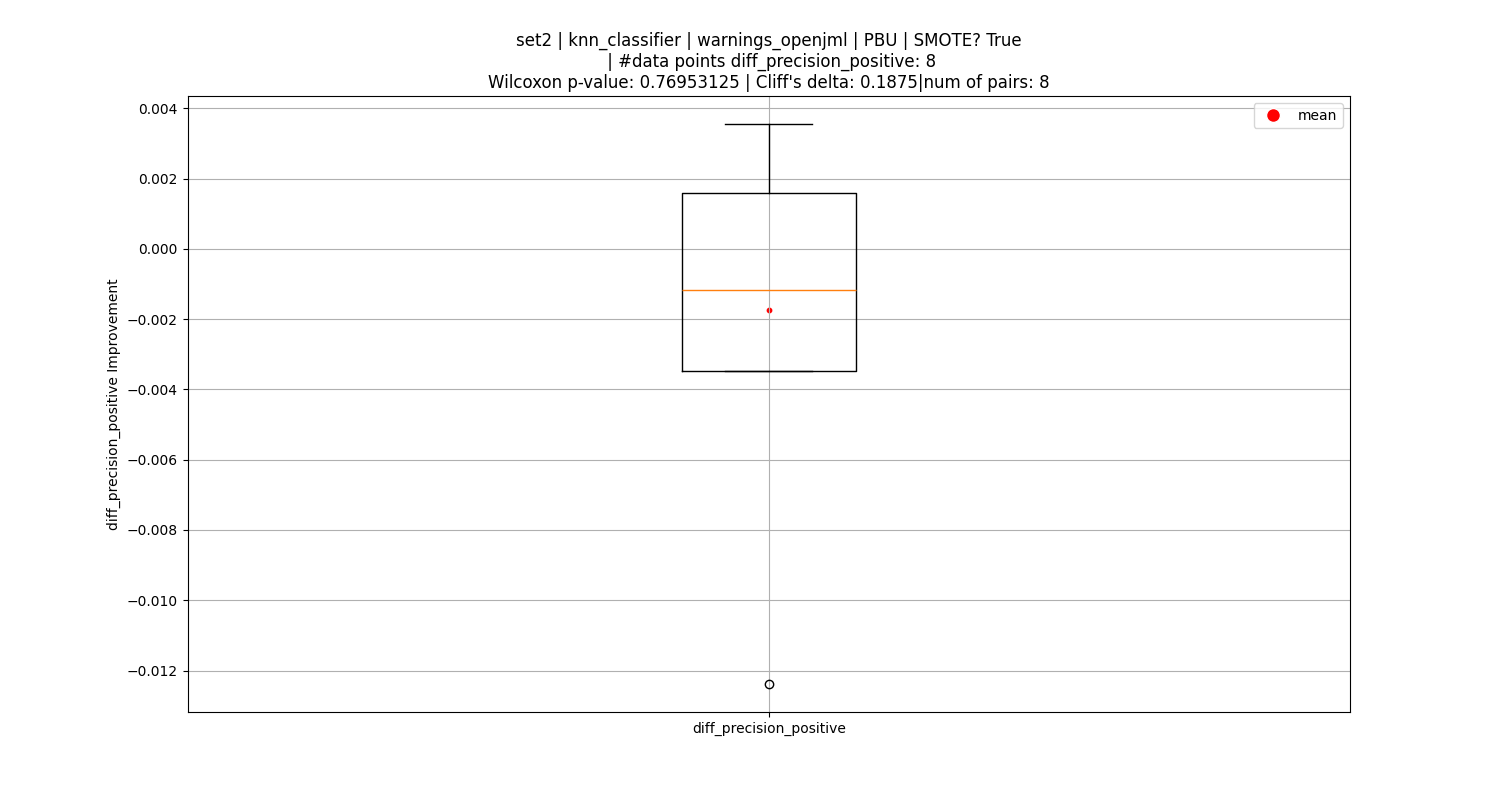 set2 | knn_classifier | warnings_openjml | PBU | SMOTE? True
| #data points diff_precision_positive: 8
Wilcoxon p-value: 0.76953125 | Cliff's delta: 0.1875|num of pairs: 8
mean
0.004
0.002
0.000
−0.002
−0.004
−0.006
−0.008
−0.010
−0.012
diff_precision_positive Improvement
diff_precision_positive